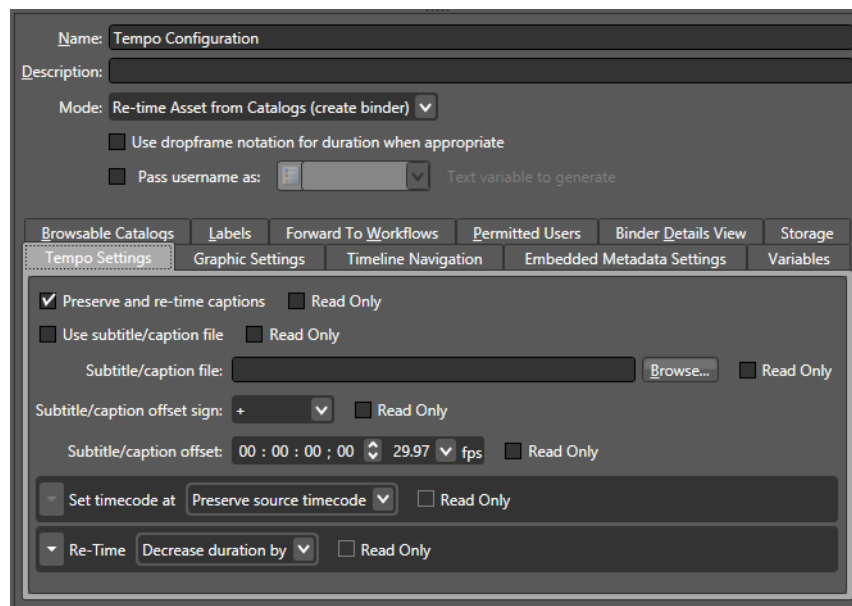 Name: Tempo Configuration
Description:
Mode: Re-time Asset from Catalogs (create binder)
Use dropframe notation for duration when appropriate
Pass username as: Text variable to generate
Browsable Catalogs Labels Forward To Workflows Permitted Users Binder Details View Storage
Tempo Settings Graphic Settings Timeline Navigation Embedded Metadata Settings Variables
Preserve and re-time captions Read Only
Use subtitle/caption file Read Only
Subtitle/caption file: Browse... Read Only
Subtitle/caption offset sign: + Read Only
Subtitle/caption offset: 00 : 00 : 00 ; 00 29.97 fps Read Only
Set timecode at Preserve source timecode Read Only
Re-Time Decrease duration by Read Only